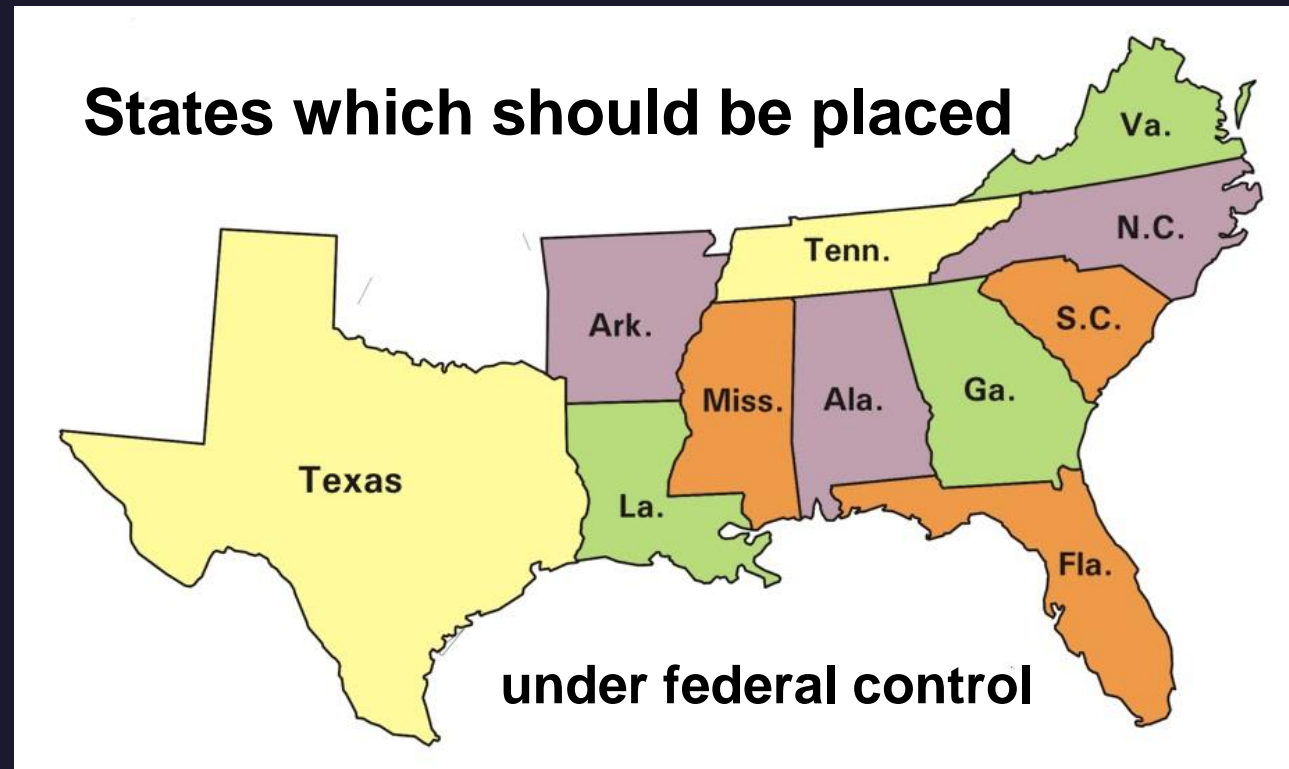 States which should be placed
Va.
N.C.
Tenn.
S.C.
Ark.
Ga.
Miss.
Ala.
Texas
La.
Fla.
under federal control